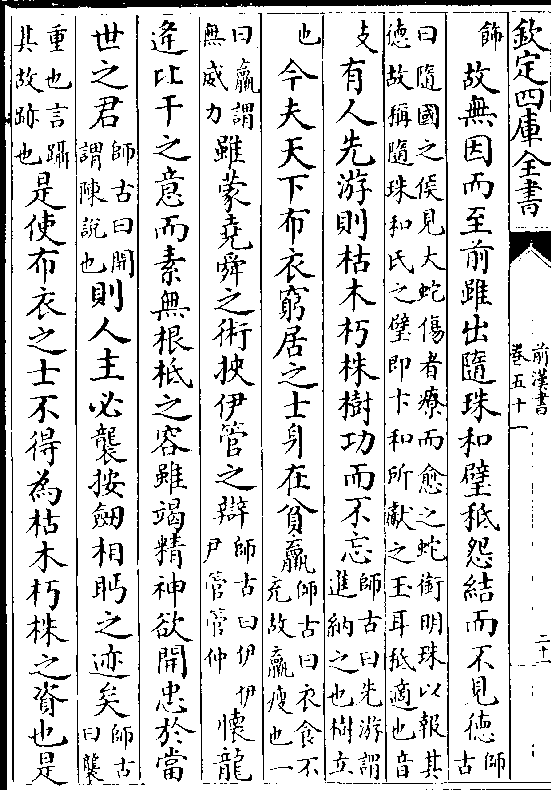 欽定四庫全書
前漢書
卷五十一
二十一
飾故無因而至前雖出隨珠和璧秪怨結而不見徳師古
曰隨國之侯見大蛇傷者療而愈之蛇銜明珠以報其
徳故稱隨珠和氏之璧即卞和所獻之玉耳秪適也音
支有人先游則枯木朽株樹功而不忘師古曰先游謂進納之也樹立
也今夫天下布衣窮居之士身在貧羸師古曰衣食不充故羸瘦也一
曰羸謂無威力雖蒙堯舜之術挾伊管之辯師古曰伊伊尹管管仲懷龍
逄比干之意而素無根柢之容雖竭精神欲開忠於當
世之君師古曰開謂陳說也則人主必襲按劒相眄之迹矣師古曰襲
重也言躡其故跡也是使布衣之士不得為枯木朽株之資也是